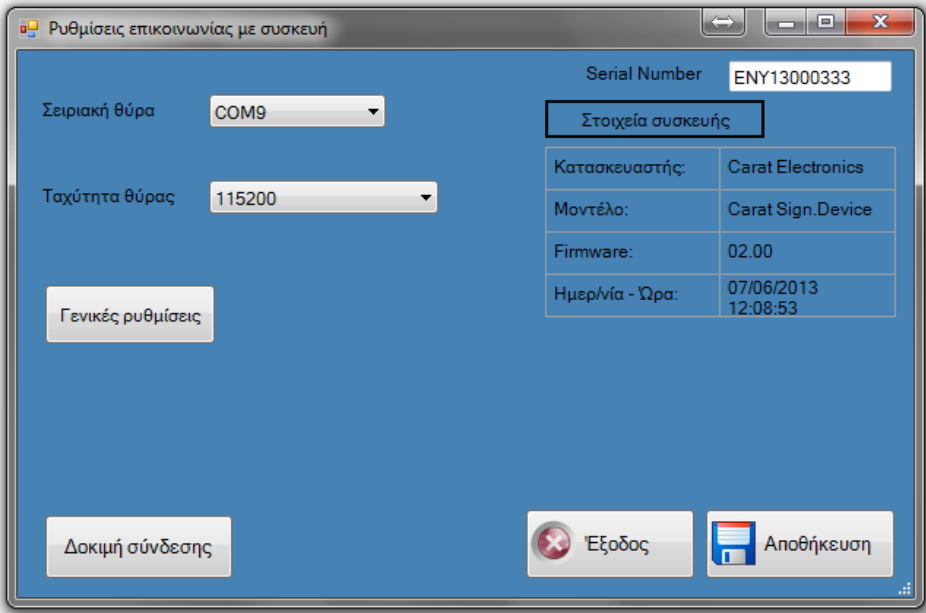 Ρυθμίσεις επικοινωνίας με συσκευή
Serial Number ENY13000333
Σειριακή θύρα COM9
Στοιχεία συσκευής
Κατασκευαστής: Carat Electronics
Ταχύτητα θύρας 115200
Μοντέλο: Carat Sign.Device
Firmware: 02.00
Ημερ/νία - Ώρα: 07/06/2013
12:08:53
Γενικές ρυθμίσεις
Δοκιμή σύνδεσης
Έξοδος
Αποθήκευση